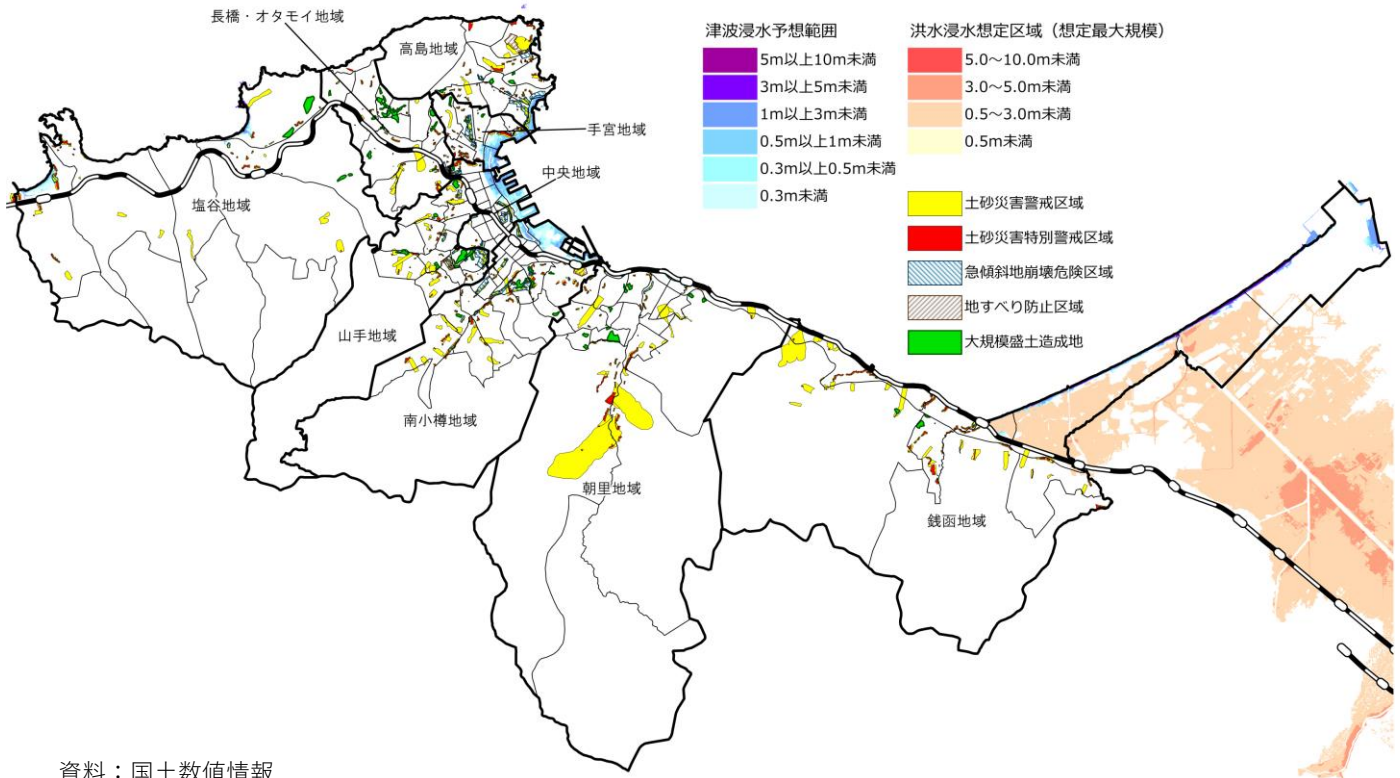 長橋・オタモイ地域
高島地域
手宮地域
中央地域
塩谷地域
山手地域
南小樽地域
朝里地域
銭函地域
津波浸水予想範囲
5m以上10m未満
3m以上5m未満
1m以上3m未満
0.5m以上1m未満
0.3m以上0.5m未満
0.3m未満
洪水浸水想定区域（想定最大規模）
5.0～10.0m未満
3.0～5.0m未満
0.5～3.0m未満
0.5m未満
土砂災害警戒区域
土砂災害特別警戒区域
急傾斜地崩壊危険区域
地すべり防止区域
大規模盛土造成地
資料：国土数値情報